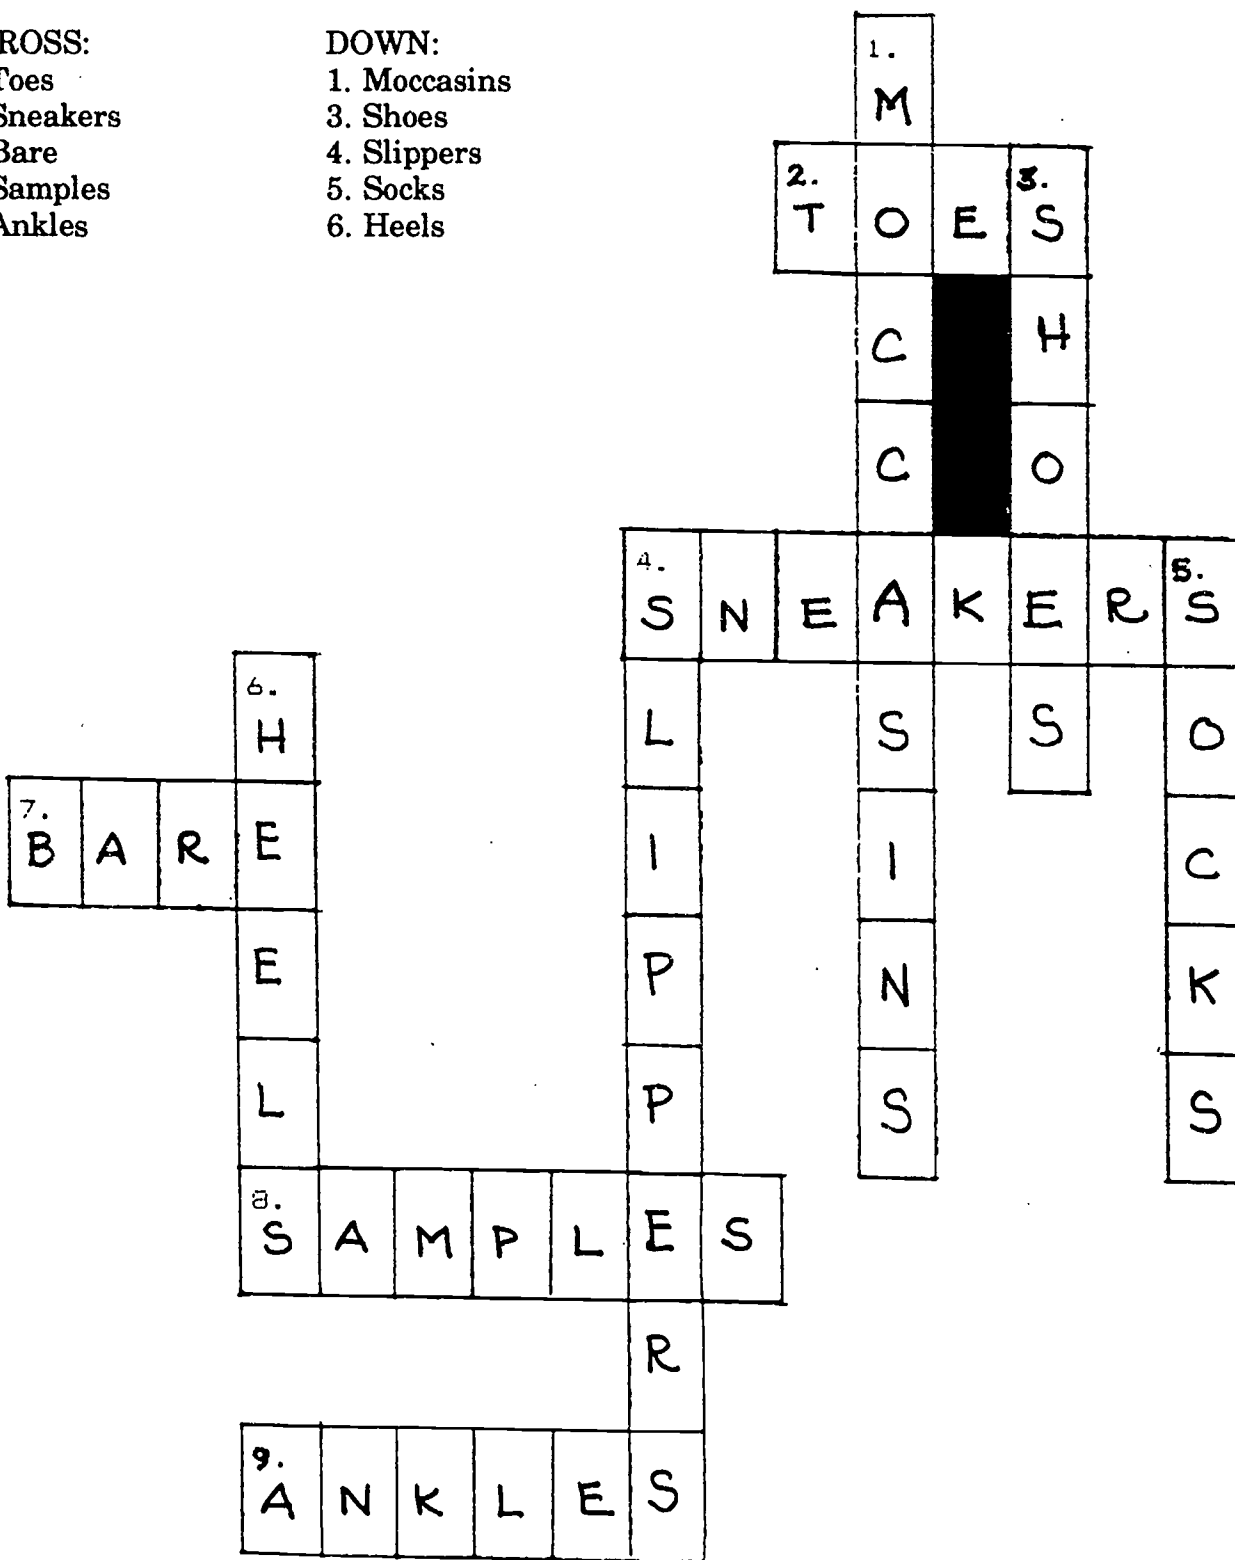 ROSS:
Toes
Sneakers
Bare
Samples
Ankles
DOWN:
1. Moccasins
3. Shoes
4. Slippers
5. Socks
6. Heels
1.
M
2. 3.
T O E S
C H
C O
4. 5.
S N E A K E R S
6.
H L S S O
7.
B A R E I I C
E P N K
L P S S
8.
S A M P L E S
R
9.
A N K L E S